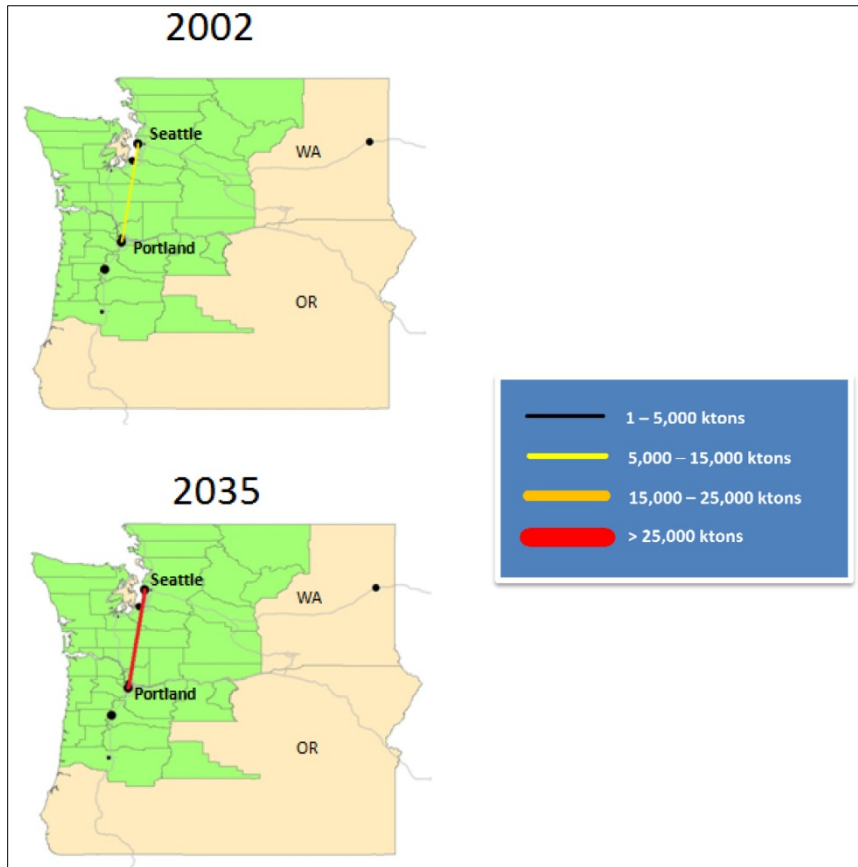 2002
Seattle
WA
Portland
OR
1 – 5,000 ktons
5,000 – 15,000 ktons
15,000 – 25,000 ktons
> 25,000 ktons
2035
Seattle
WA
Portland
OR